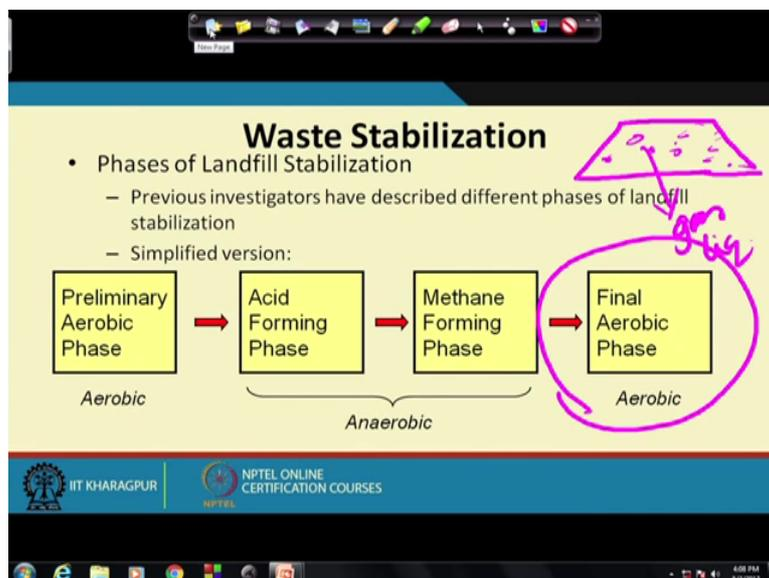 New Page
Waste Stabilization
• Phases of Landfill Stabilization
– Previous investigators have described different phases of landfill
stabilization
– Simplified version:
gas
liq
Preliminary
Aerobic
Phase
Acid
Forming
Phase
Methane
Forming
Phase
Final
Aerobic
Phase
Aerobic
Anaerobic
Aerobic
IIT KHARAGPUR
NPTEL
NPTEL ONLINE
CERTIFICATION COURSES
4:08 PM